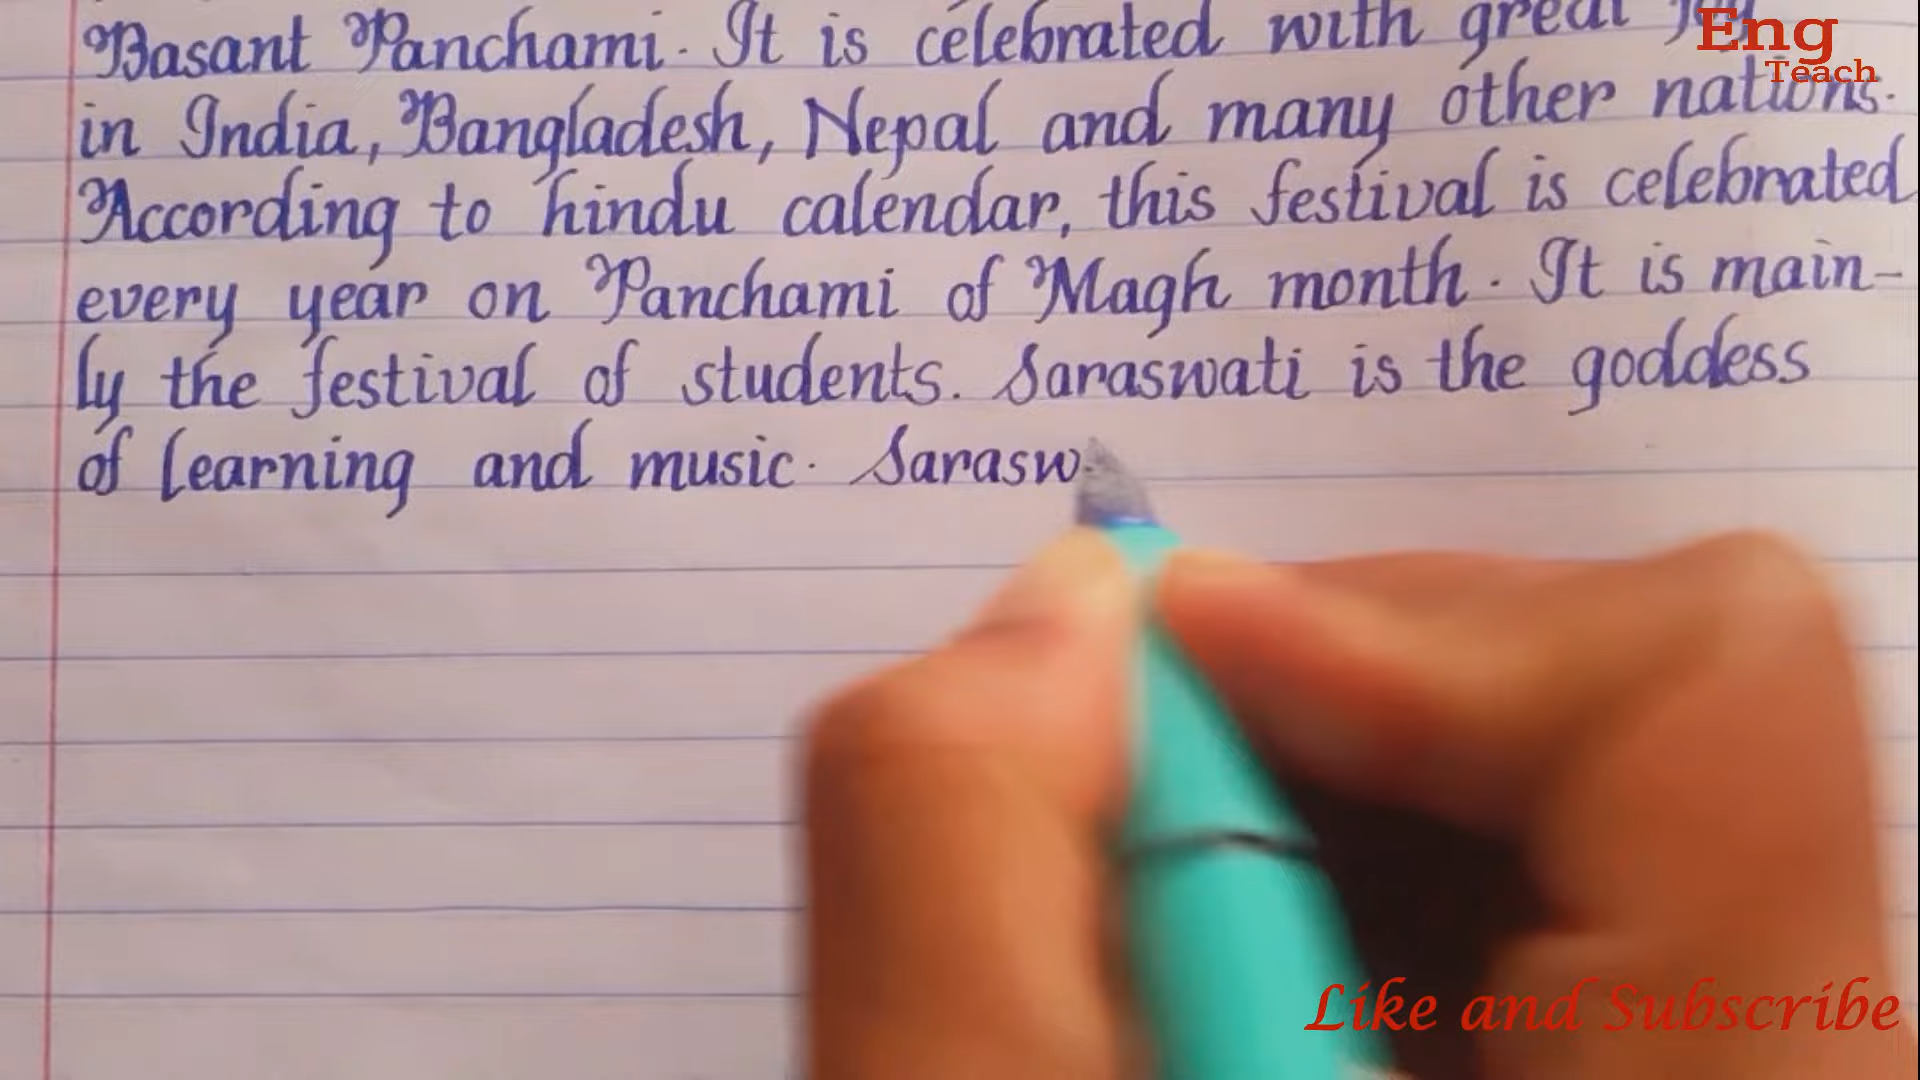 Basant Panchami. It is celebrated with great joy
in India, Bangladesh, Nepal and many other nations.
According to hindu calendar, this festival is celebrated
every year on Panchami of Magh month. It is main-
ly the festival of students. Saraswati is the goddess
of learning and music. Sarasw
Eng
Teach
Like and Subscribe